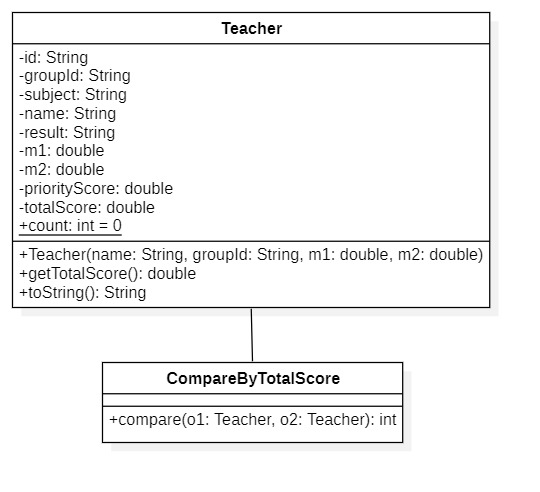 Teacher
-id: String
-groupId: String
-subject: String
-name: String
-result: String
-m1: double
-m2: double
-priorityScore: double
-totalScore: double
+count: int = 0
+Teacher(name: String, groupId: String, m1: double, m2: double)
+getTotalScore(): double
+toString(): String
CompareByTotalScore
+compare(o1: Teacher, o2: Teacher): int